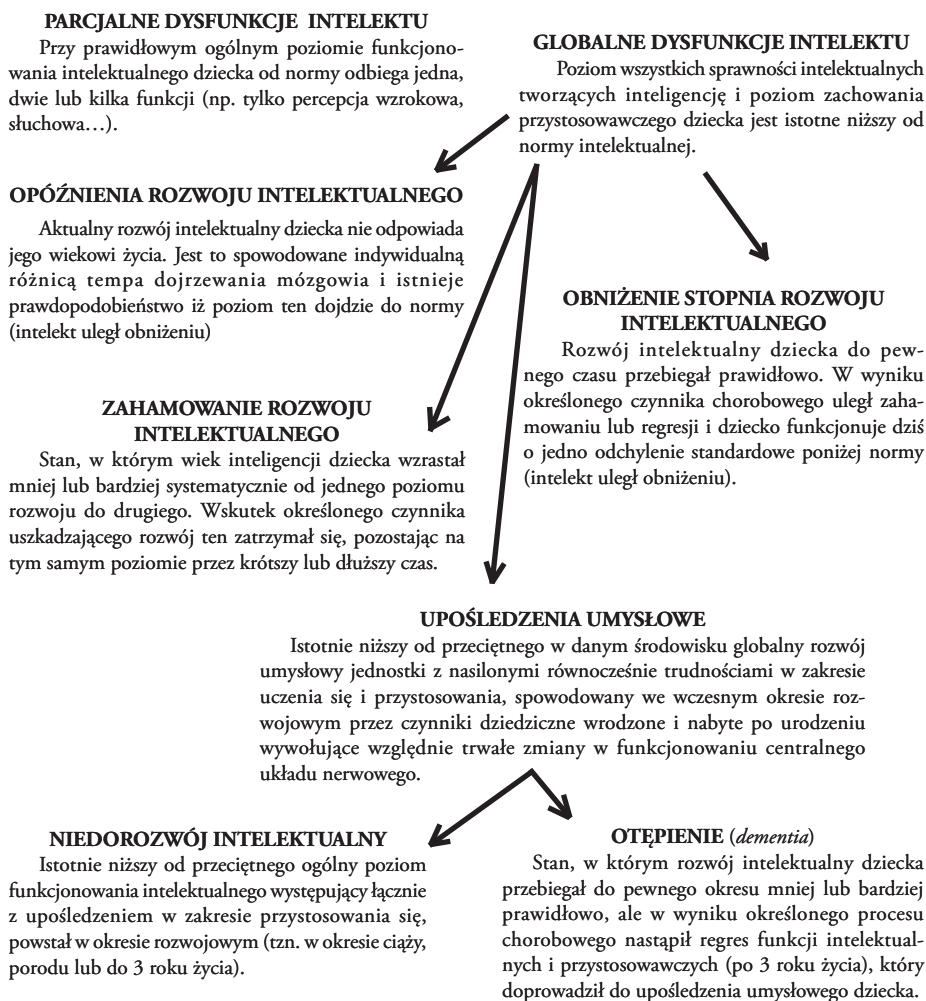 PARCJALNE DYSFUNKCJE INTELEKTU
Przy prawidłowym ogólnym poziomie funkcjono-
wania intelektualnego dziecka od normy odbiega jedna,
dwie lub kilka funkcji (np. tylko percepcja wzrokowa,
słuchowa…).
GLOBALNE DYSFUNKCJE INTELEKTU
Poziom wszystkich sprawności intelektualnych
tworzących inteligencję i poziom zachowania
przystosowawczego dziecka jest istotne niższy od
normy intelektualnej.
OPÓŹNIENIA ROZWOJU INTELEKTUALNEGO
Aktualny rozwój intelektualny dziecka nie odpowiada
jego wiekowi życia. Jest to spowodowane indywidualną
różnicą tempa dojrzewania mózgowia i istnieje
prawdopodobieństwo iż poziom ten dojdzie do normy
(intelekt uległ obniżeniu)
OBNIŻENIE STOPNIA ROZWOJU
INTELEKTUALNEGO
Rozwój intelektualny dziecka do pew-
nego czasu przebiegał prawidłowo. W wyniku
określonego czynnika chorobowego uległ zaha-
mowaniu lub regresji i dziecko funkcjonuje dziś
o jedno odchylenie standardowe poniżej normy
(intelekt uległ obniżeniu).
ZAHAMOWANIE ROZWOJU
INTELEKTUALNEGO
Stan, w którym wiek inteligencji dziecka wzrastał
mniej lub bardziej systematycznie od jednego poziomu
rozwoju do drugiego. Wskutek określonego czynnika
uszkadzającego rozwój ten zatrzymał się, pozostając na
tym samym poziomie przez krótszy lub dłuższy czas.
UPOŚLEDZENIA UMYSŁOWE
Istotnie niższy od przeciętnego w danym środowisku globalny rozwój
umysłowy jednostki z nasilonymi równocześnie trudnościami w zakresie
uczenia się i przystosowania, spowodowany we wczesnym okresie roz-
wojowym przez czynniki dziedziczne wrodzone i nabyte po urodzeniu
wywołujące względnie trwałe zmiany w funkcjonowaniu centralnego
układu nerwowego.
NIEDOROZWÓJ INTELEKTUALNY
Istotnie niższy od przeciętnego ogólny poziom
funkcjonowania intelektualnego występujący łącznie
z upośledzeniem w zakresie przystosowania się,
powstał w okresie rozwojowym (tzn. w okresie ciąży,
porodu lub do 3 roku życia).
OTĘPIENIE (dementia)
Stan, w którym rozwój intelektualny dziecka
przebiegał do pewnego okresu mniej lub bardziej
prawidłowo, ale w wyniku określonego procesu
chorobowego nastąpił regres funkcji intelektual-
nych i przystosowawczych (po 3 roku życia), który
doprowadził do upośledzenia umysłowego dziecka.